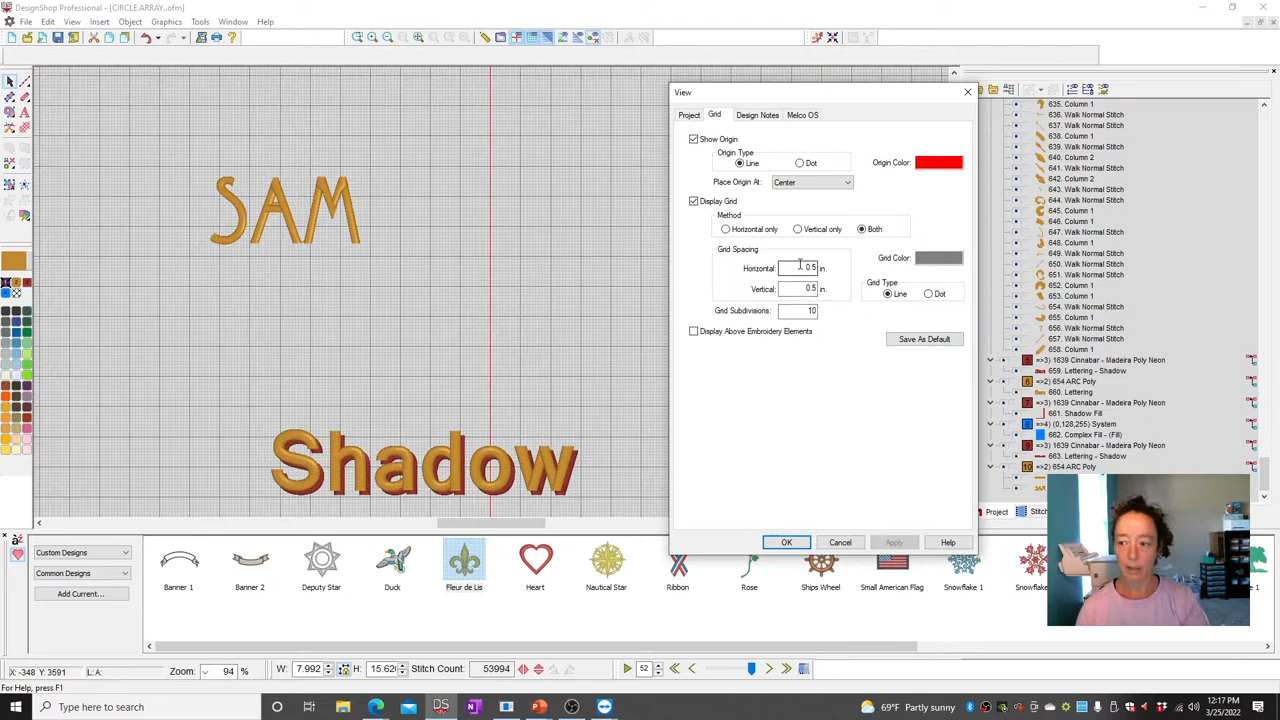 DesignShop Professional - [CIRCLE.ARRAY..ofm]
File Edit View Insert Object Graphics Tools Window Help
View
Project Grid Design Notes Melco OS
Show Origin
Origin Type
Line Dot
Origin Color:
Place Origin At: Center
Display Grid
Method
Horizontal only Vertical only Both
Grid Spacing
Horizontal: 0.5 in.
Vertical: 0.5 in.
Grid Color:
Grid Type
Line Dot
Grid Subdivisions: 10
Display Above Embroidery Elements
Save As Default
OK Cancel Apply Help
SAM
Shadow
635. Column 1
636. Walk Normal Stitch
637. Walk Normal Stitch
638. Column 1
639. Walk Normal Stitch
640. Column 2
641. Walk Normal Stitch
642. Column 2
643. Walk Normal Stitch
644. Walk Normal Stitch
645. Column 1
646. Column 1
647. Walk Normal Stitch
648. Column 1
649. Walk Normal Stitch
650. Walk Normal Stitch
651. Walk Normal Stitch
652. Column 1
653. Column 1
654. Walk Normal Stitch
655. Column 1
656. Walk Normal Stitch
657. Walk Normal Stitch
658. Column 1
5 =>3) 1639 Cinnabar - Madeira Poly Neon
659. Lettering - Shadow
6 =>2) 654 ARC Poly
660. Lettering
7 =>3) 1639 Cinnabar - Madeira Poly Neon
661. Shadow Fill
8 =>4) (0,128,255) System
662. Complex Fill - (Fill)
9 =>3) 1639 Cinnabar - Madeira Poly Neon
663. Lettering - Shadow
10 =>2) 654 ARC Poly
Project Stitch
Custom Designs
Common Designs
Add Current...
Banner 1 Banner 2 Deputy Star Duck Fleur de Lis Heart Nautical Star Ribbon Rose Ships Wheel Small American Flag Snowflake 1
X: -348 Y: 3591 L: A: Zoom: 94 % W: 7.992 H: 15.62 Stitch Count: 53994 52
For Help, press F1
Type here to search
69°F Partly sunny
12:17 PM
3/25/2022